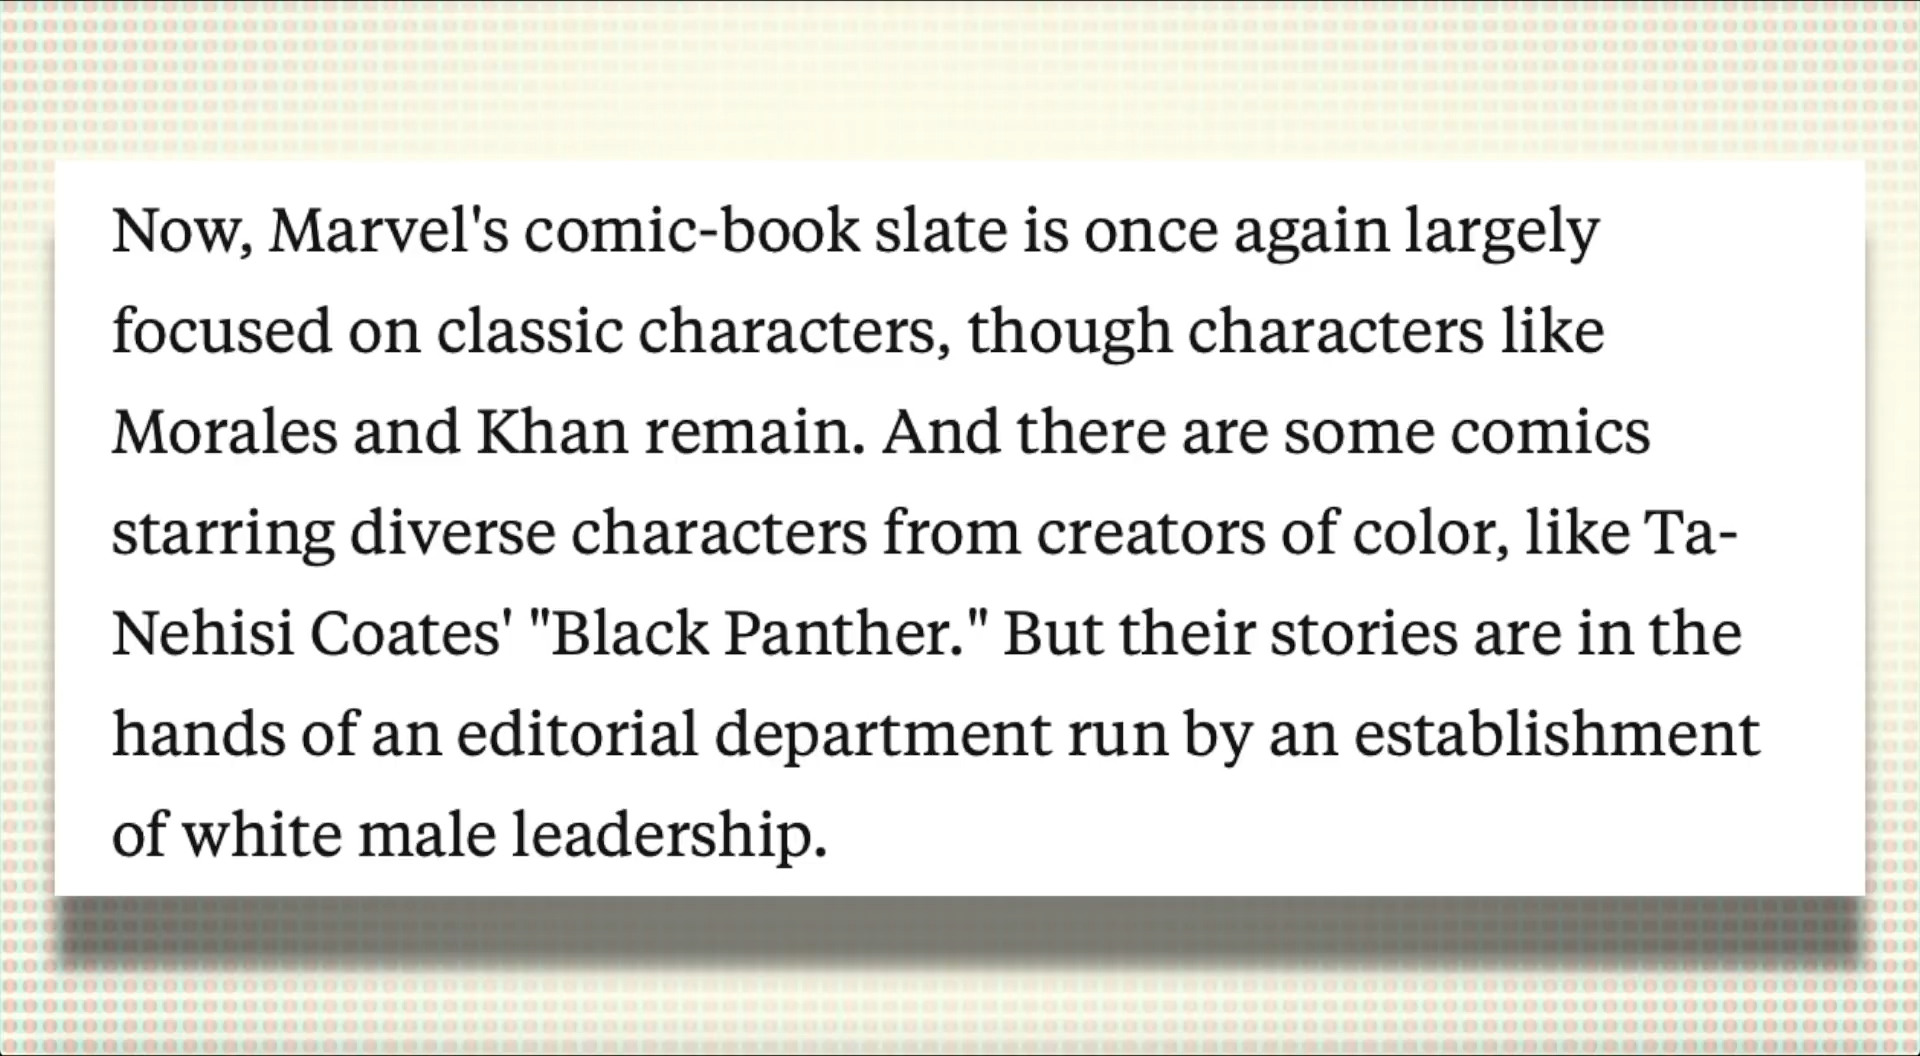 Now, Marvel's comic-book slate is once again largely
focused on classic characters, though characters like
Morales and Khan remain. And there are some comics
starring diverse characters from creators of color, like Ta-
Nehisi Coates' "Black Panther." But their stories are in the
hands of an editorial department run by an establishment
of white male leadership.